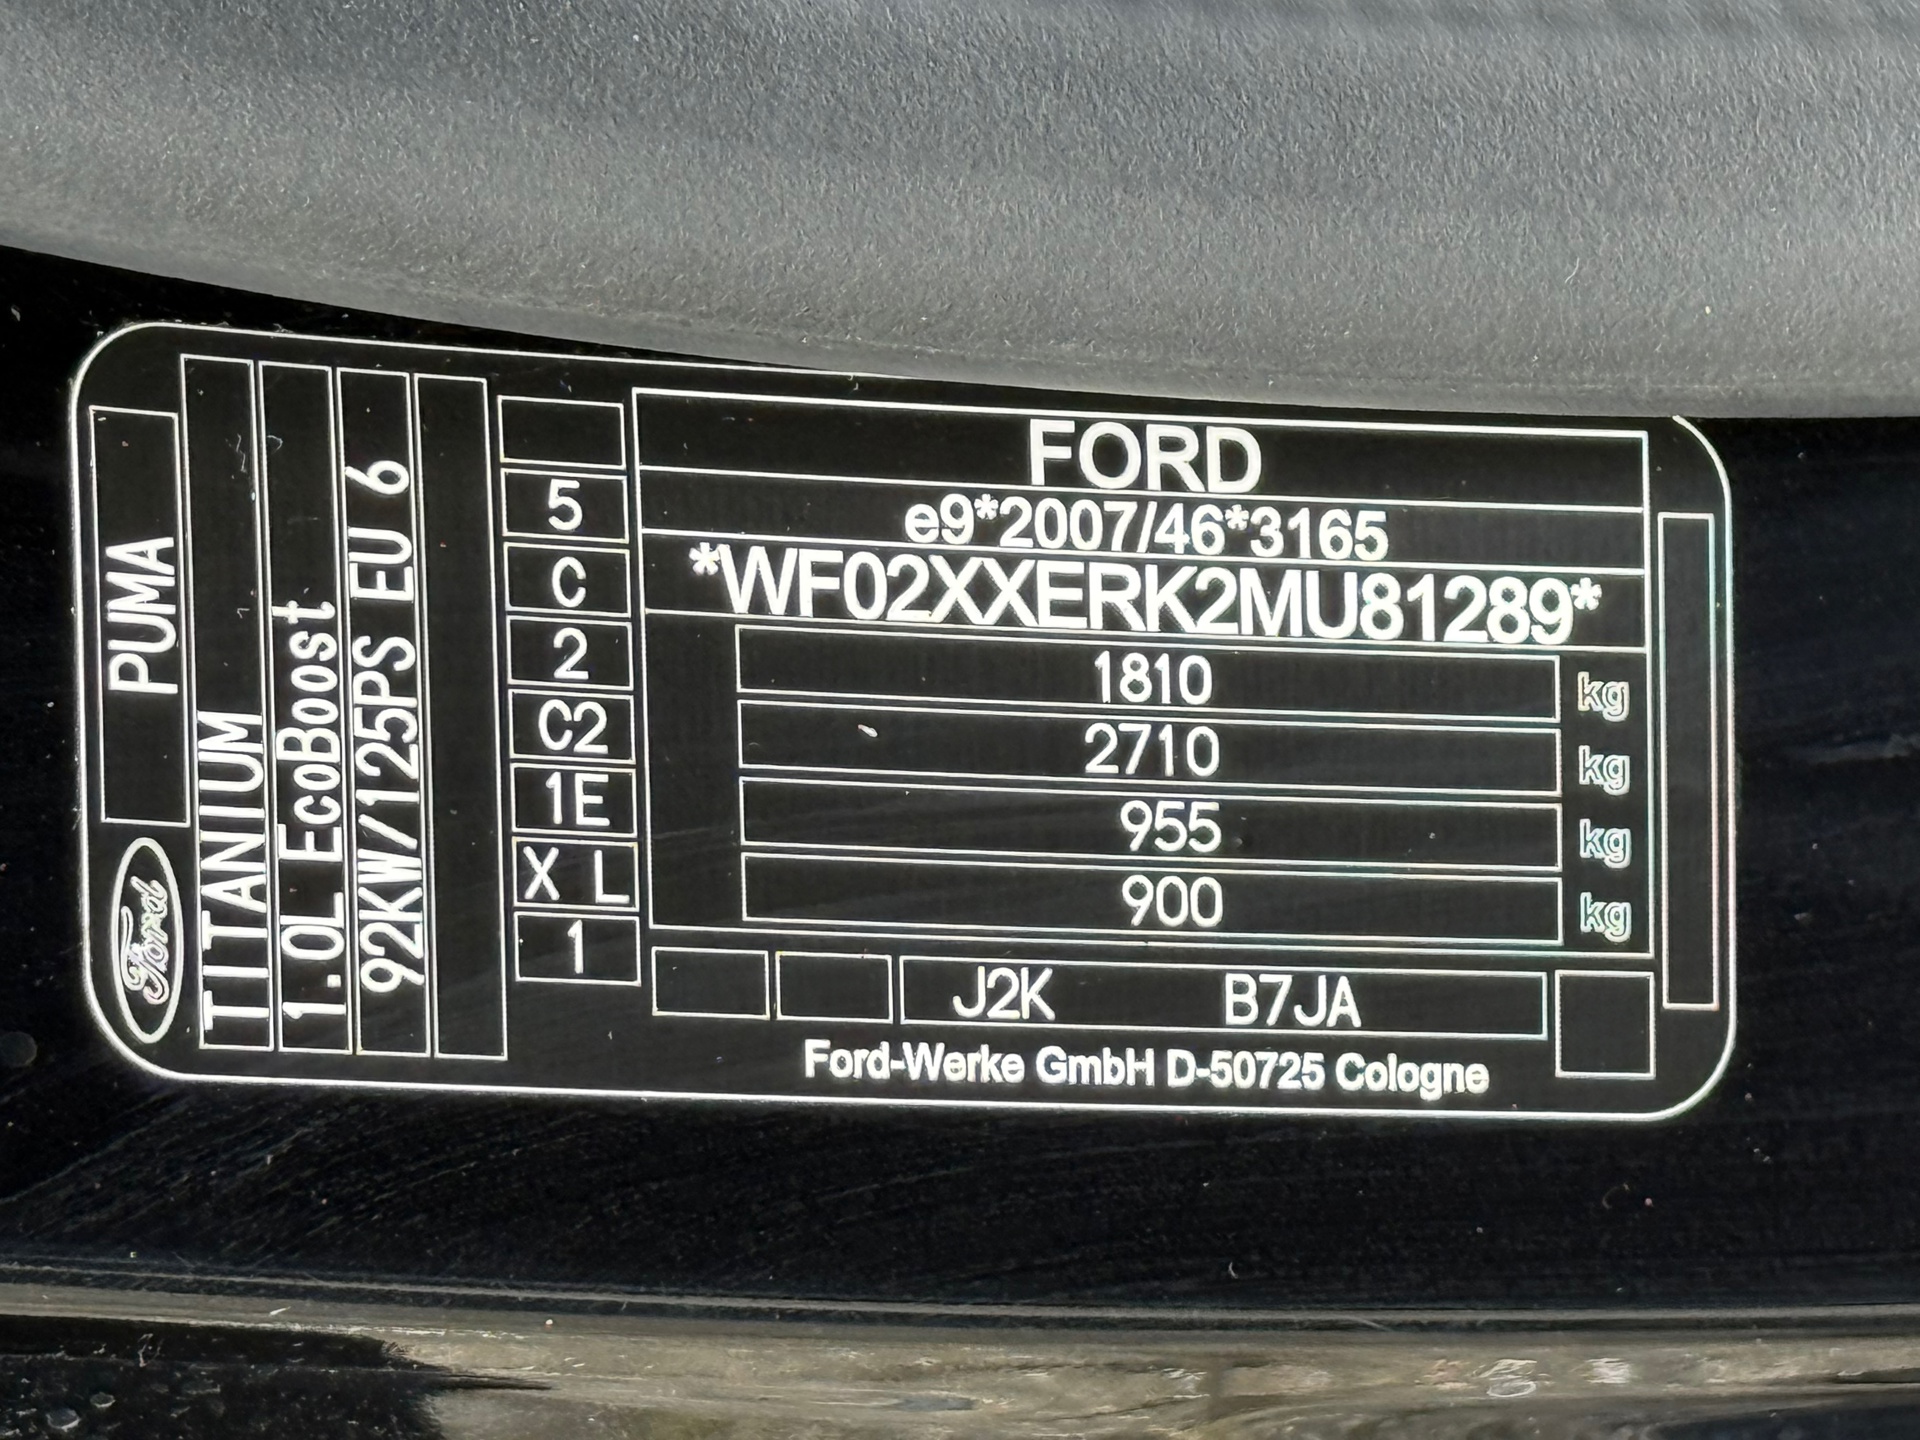 PUMA
Ford
TITANIUM
1.0L EcoBoost
92KW/125PS EU 6
5
C
2
C2
1E
X L
1
FORD
e9*2007/46*3165
*WF02XXERK2MU81289*
1810 kg
2710 kg
955 kg
900 kg
J2K B7JA
Ford-Werke GmbH D-50725 Cologne